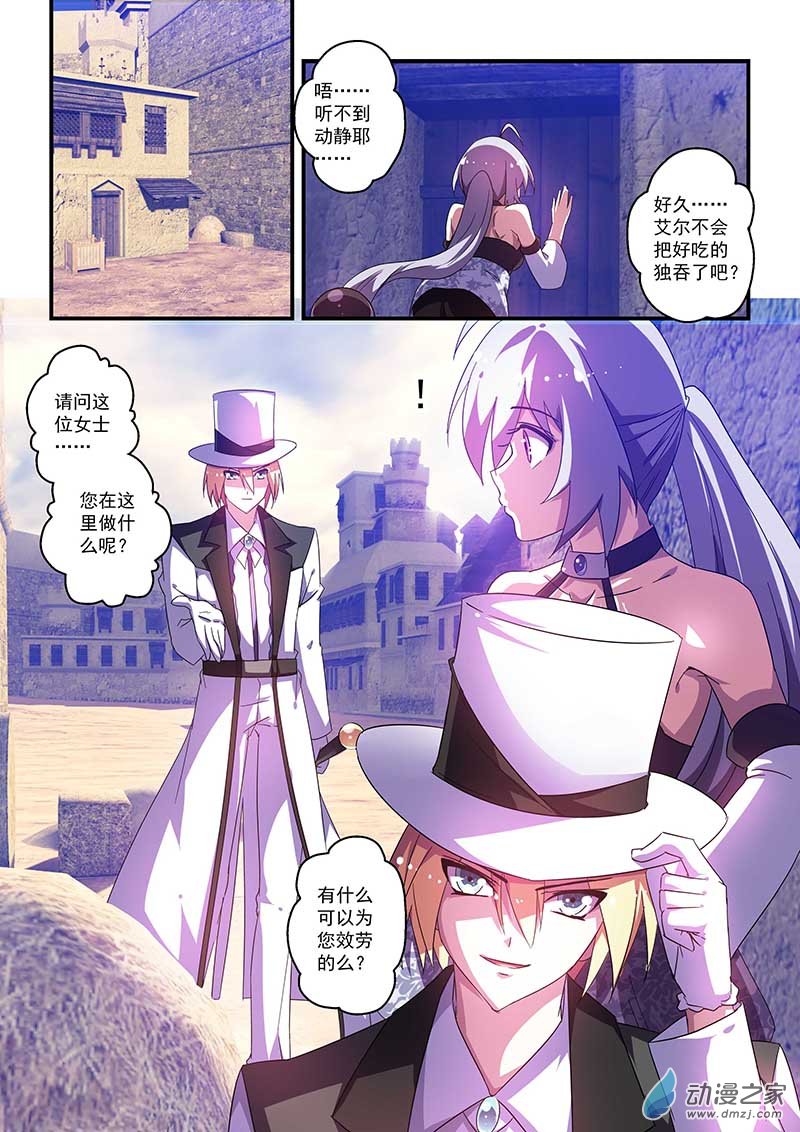 唔……
听不到
动静耶
……
好久……
艾尔不会
把好吃的
独吞了吧？
！
请问这
位女士
……
您在这
里做什
么呢？
有什么
可以为
您效劳
的么？
动漫之家
www.dmzj.com